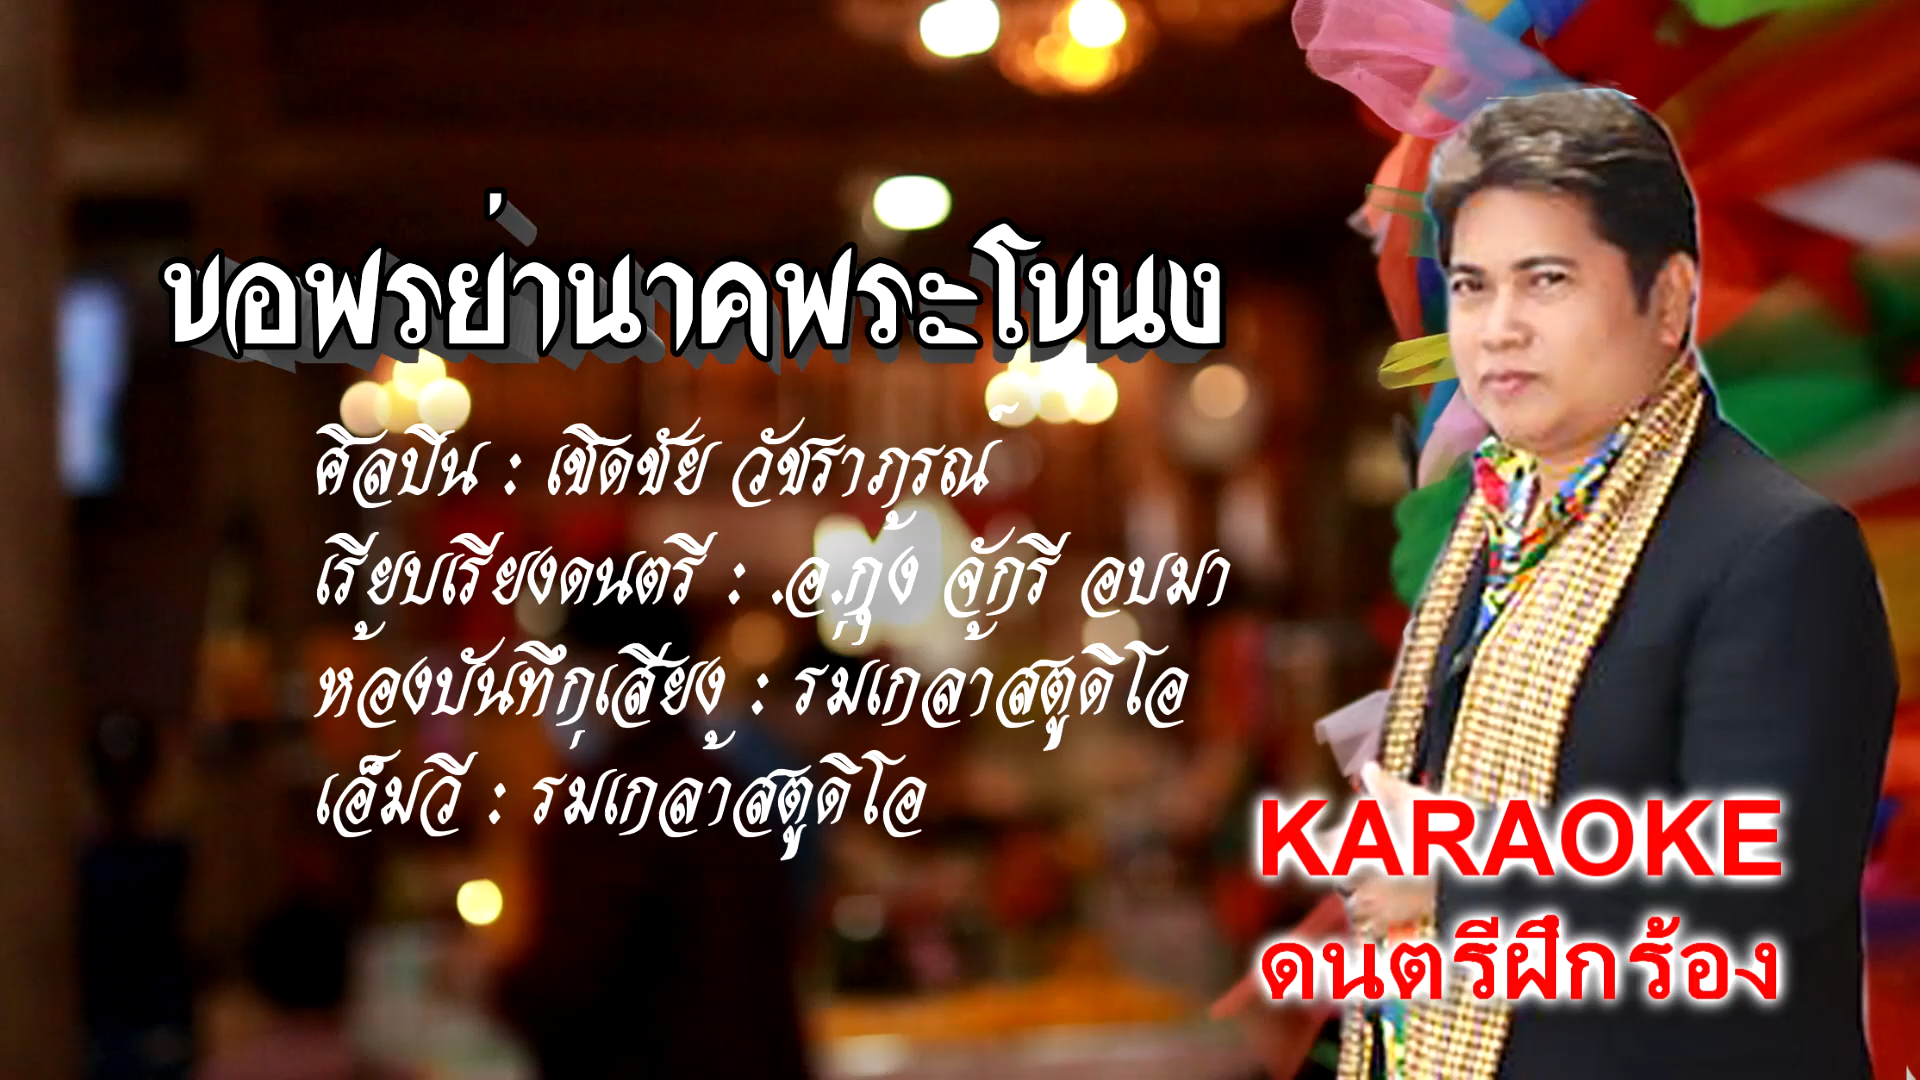 ขอพรย่านาคพระโขนง
ศิลปิน : เชิดชัย วัชราภรณ์
เรียบเรียงดนตรี : อ.กุ้ง จักรี อบมา
ห้องบันทึกเสียง : ร่มเกล้าสตูดิโอ
เอ็มวี : ร่มเกล้าสตูดิโอ
KARAOKE
ดนตรีฝึกร้อง